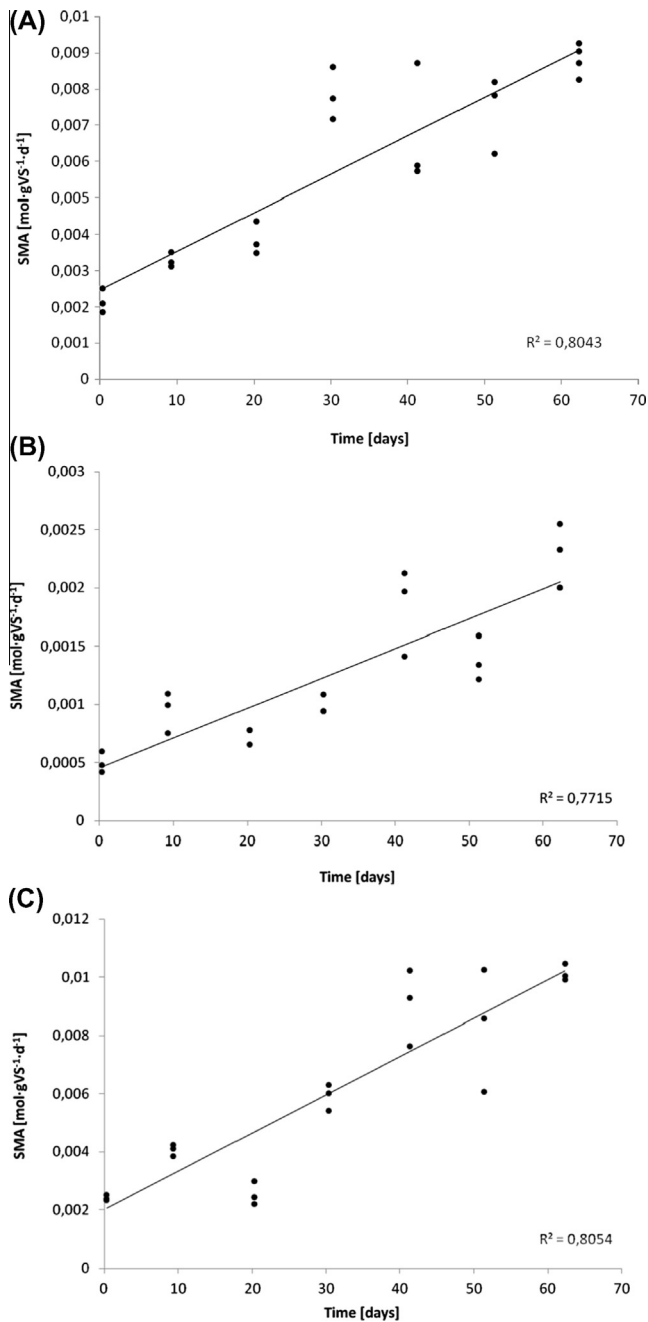 (A)
0,01
0,009
0,008
0,007
0,006
0,005
0,004
0,003
0,002
0,001
0
SMA [mol·gVS⁻¹·d⁻¹]
R² = 0,8043
0 10 20 30 40 50 60 70
Time [days]
(B)
0,003
0,0025
0,002
0,0015
0,001
0,0005
0
SMA [mol·gVS⁻¹·d⁻¹]
R² = 0,7715
0 10 20 30 40 50 60 70
Time [days]
(C)
0,012
0,01
0,008
0,006
0,004
0,002
0
SMA [mol·gVS⁻¹·d⁻¹]
R² = 0,8054
0 10 20 30 40 50 60 70
Time [days]